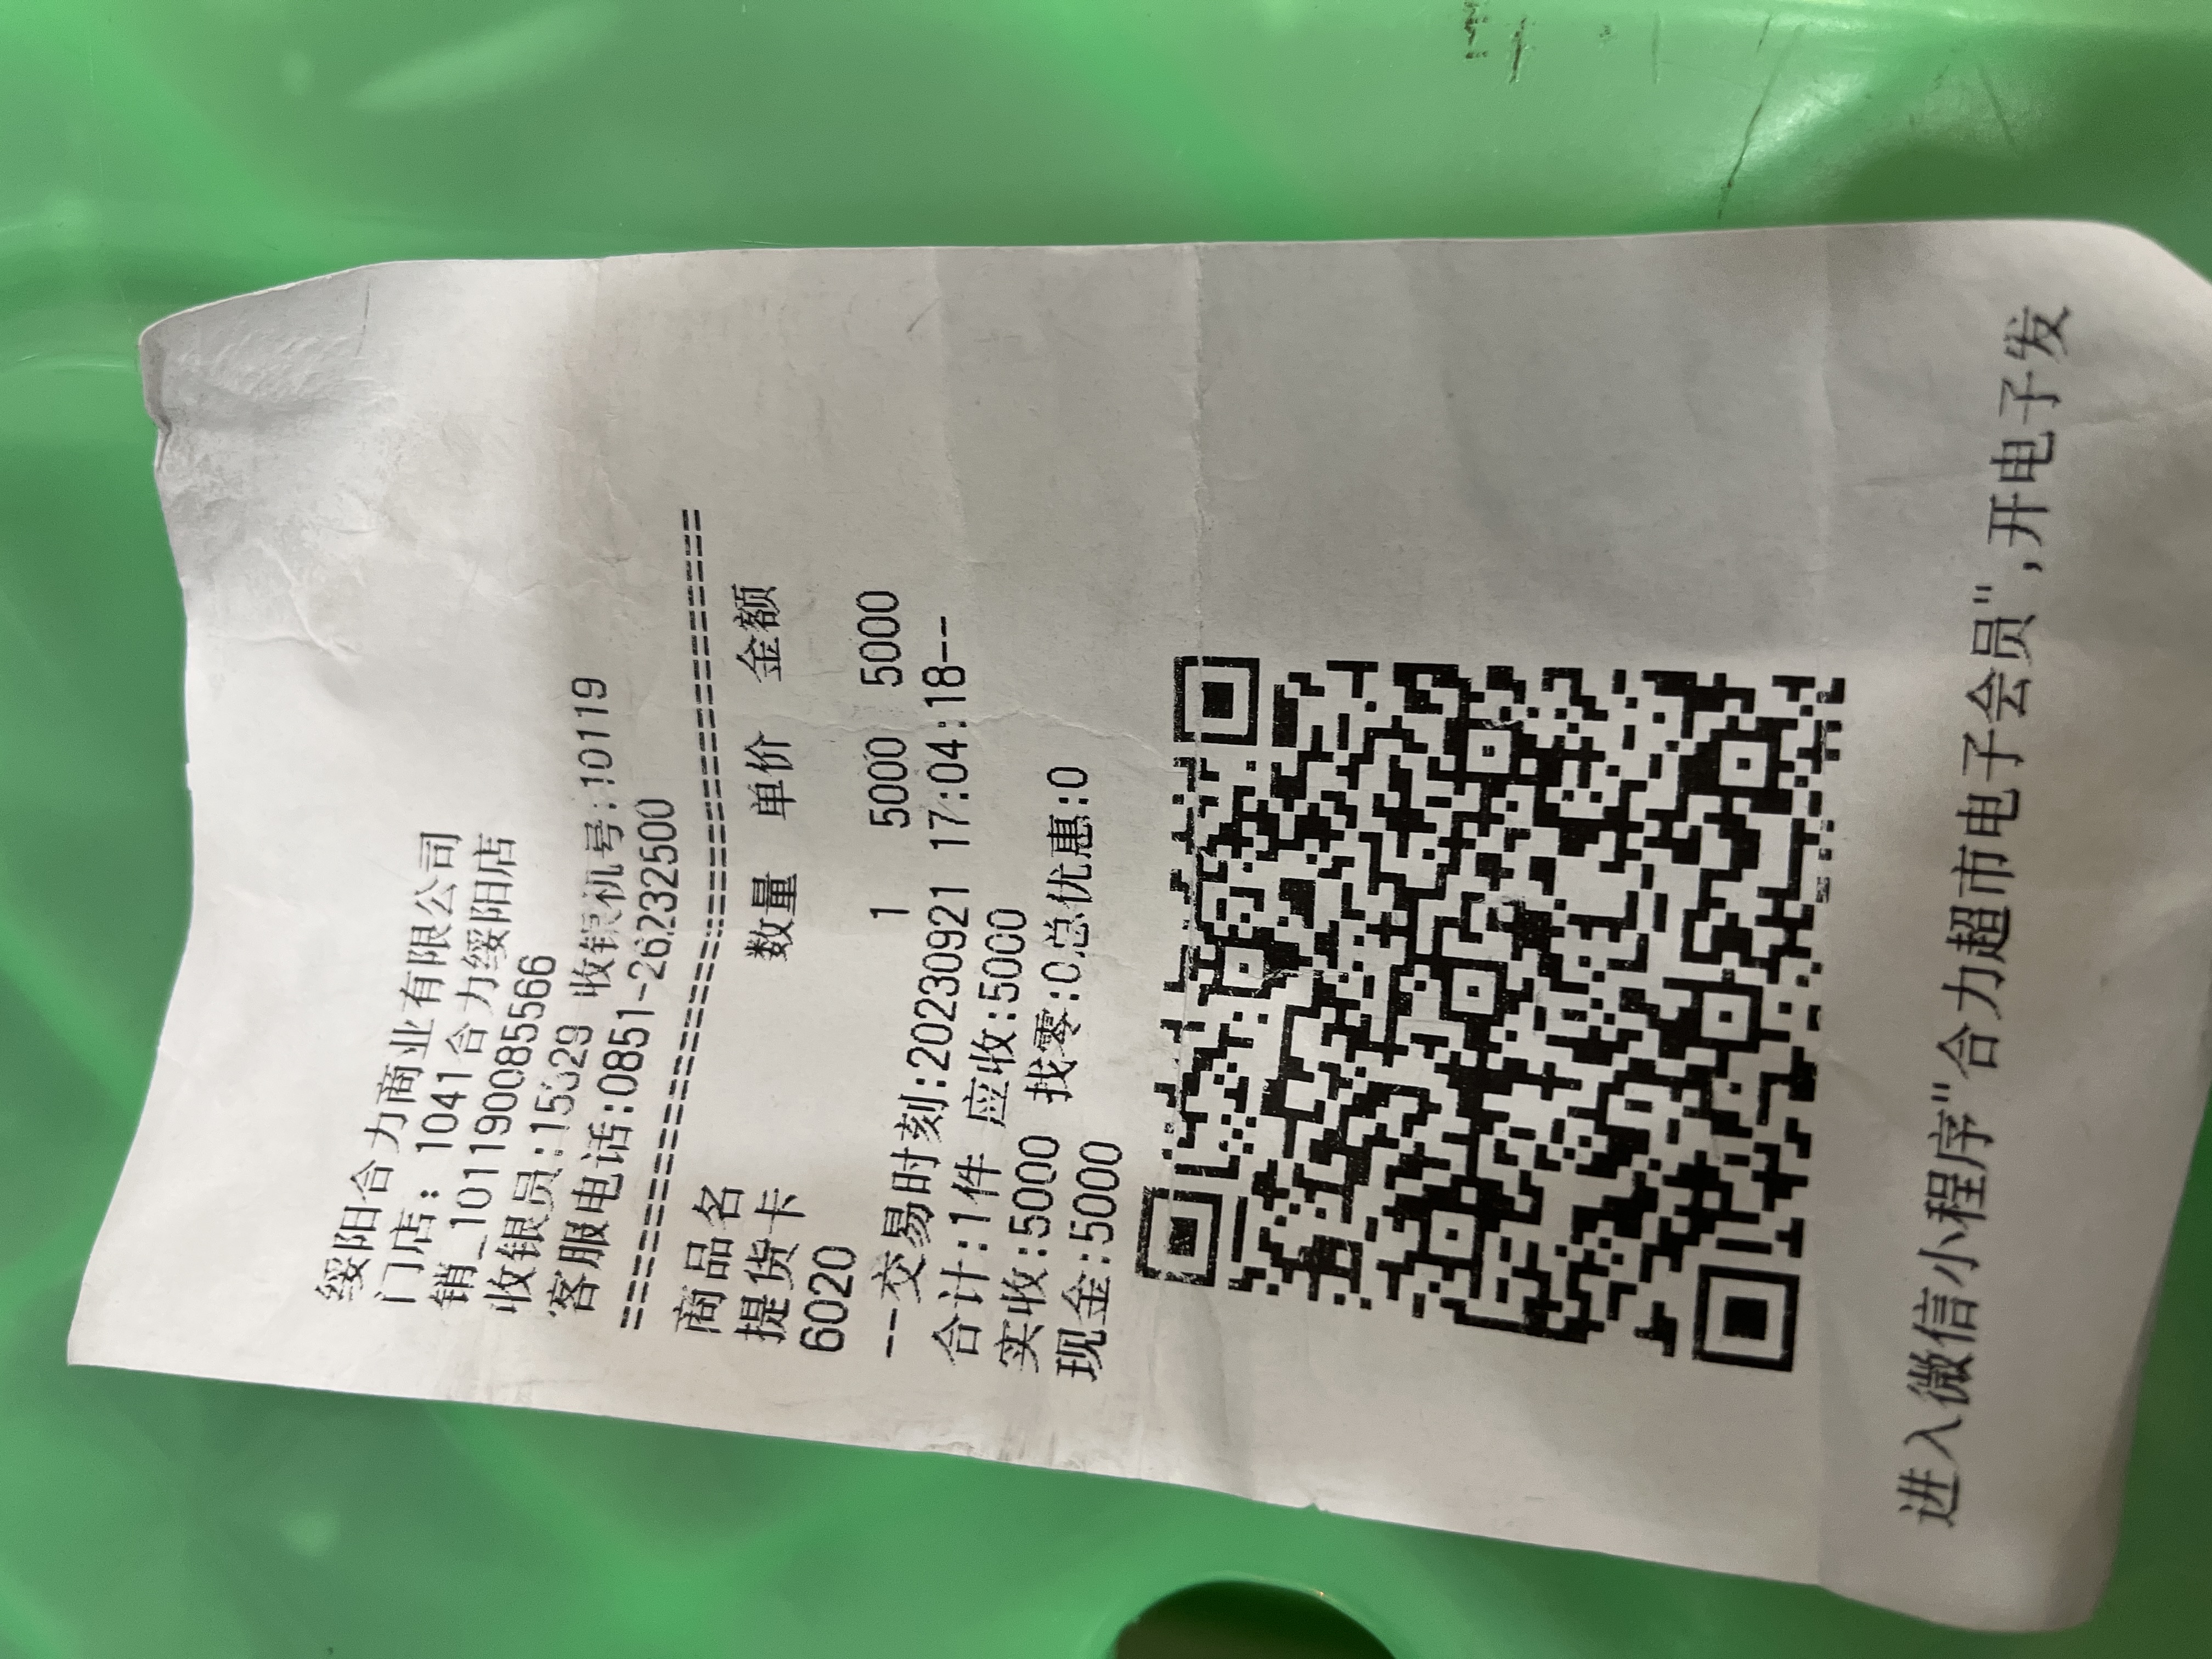 绥阳合力商业有限公司
门店: 1041合力绥阳店
销_101190085566
收银员:15329 收银机号:10119
客服电话:0851-26232500
========================================
商品名 数量 单价 金额
提货卡
6020 1 5000 5000
--交易时刻:20230921 17:04:18--
合计:1件 应收:5000
实收:5000 找零:0总优惠:0
现金:5000
进入微信小程序"合力超市电子会员",开电子发